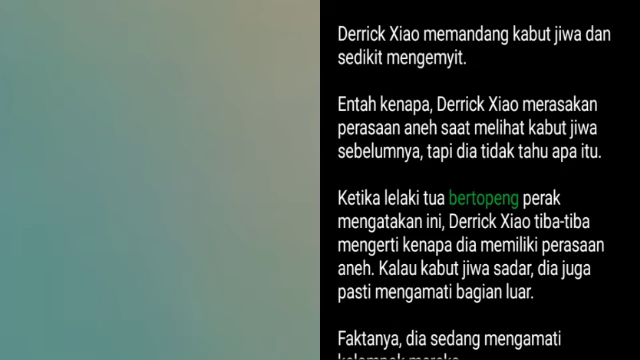 Derrick Xiao memandang kabut jiwa dan
sedikit mengemyit.
Entah kenapa, Derrick Xiao merasakan
perasaan aneh saat melihat kabut jiwa
sebelumnya, tapi dia tidak tahu apa itu.
Ketika lelaki tua bertopeng perak
mengatakan ini, Derrick Xiao tiba-tiba
mengerti kenapa dia memiliki perasaan
aneh. Kalau kabut jiwa sadar, dia juga
pasti mengamati bagian luar.
Faktanya, dia sedang mengamati